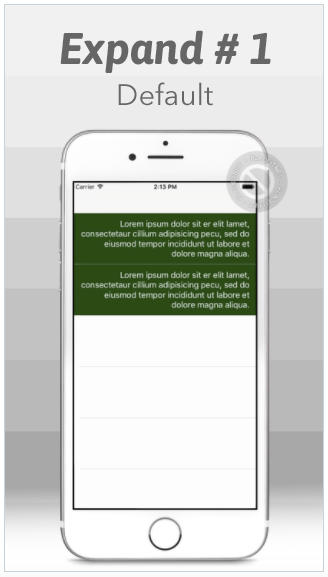 Expand # 1
Default
Carrier
2:13 PM
Lorem ipsum dolor sit er elit lamet,
consectetaur cillium adipisicing pecu, sed do
eiusmod tempor incididunt ut labore et
dolore magna aliqua.
Lorem ipsum dolor sit er elit lamet,
consectetaur cillium adipisicing pecu, sed do
eiusmod tempor incididunt ut labore et
dolore magna aliqua.